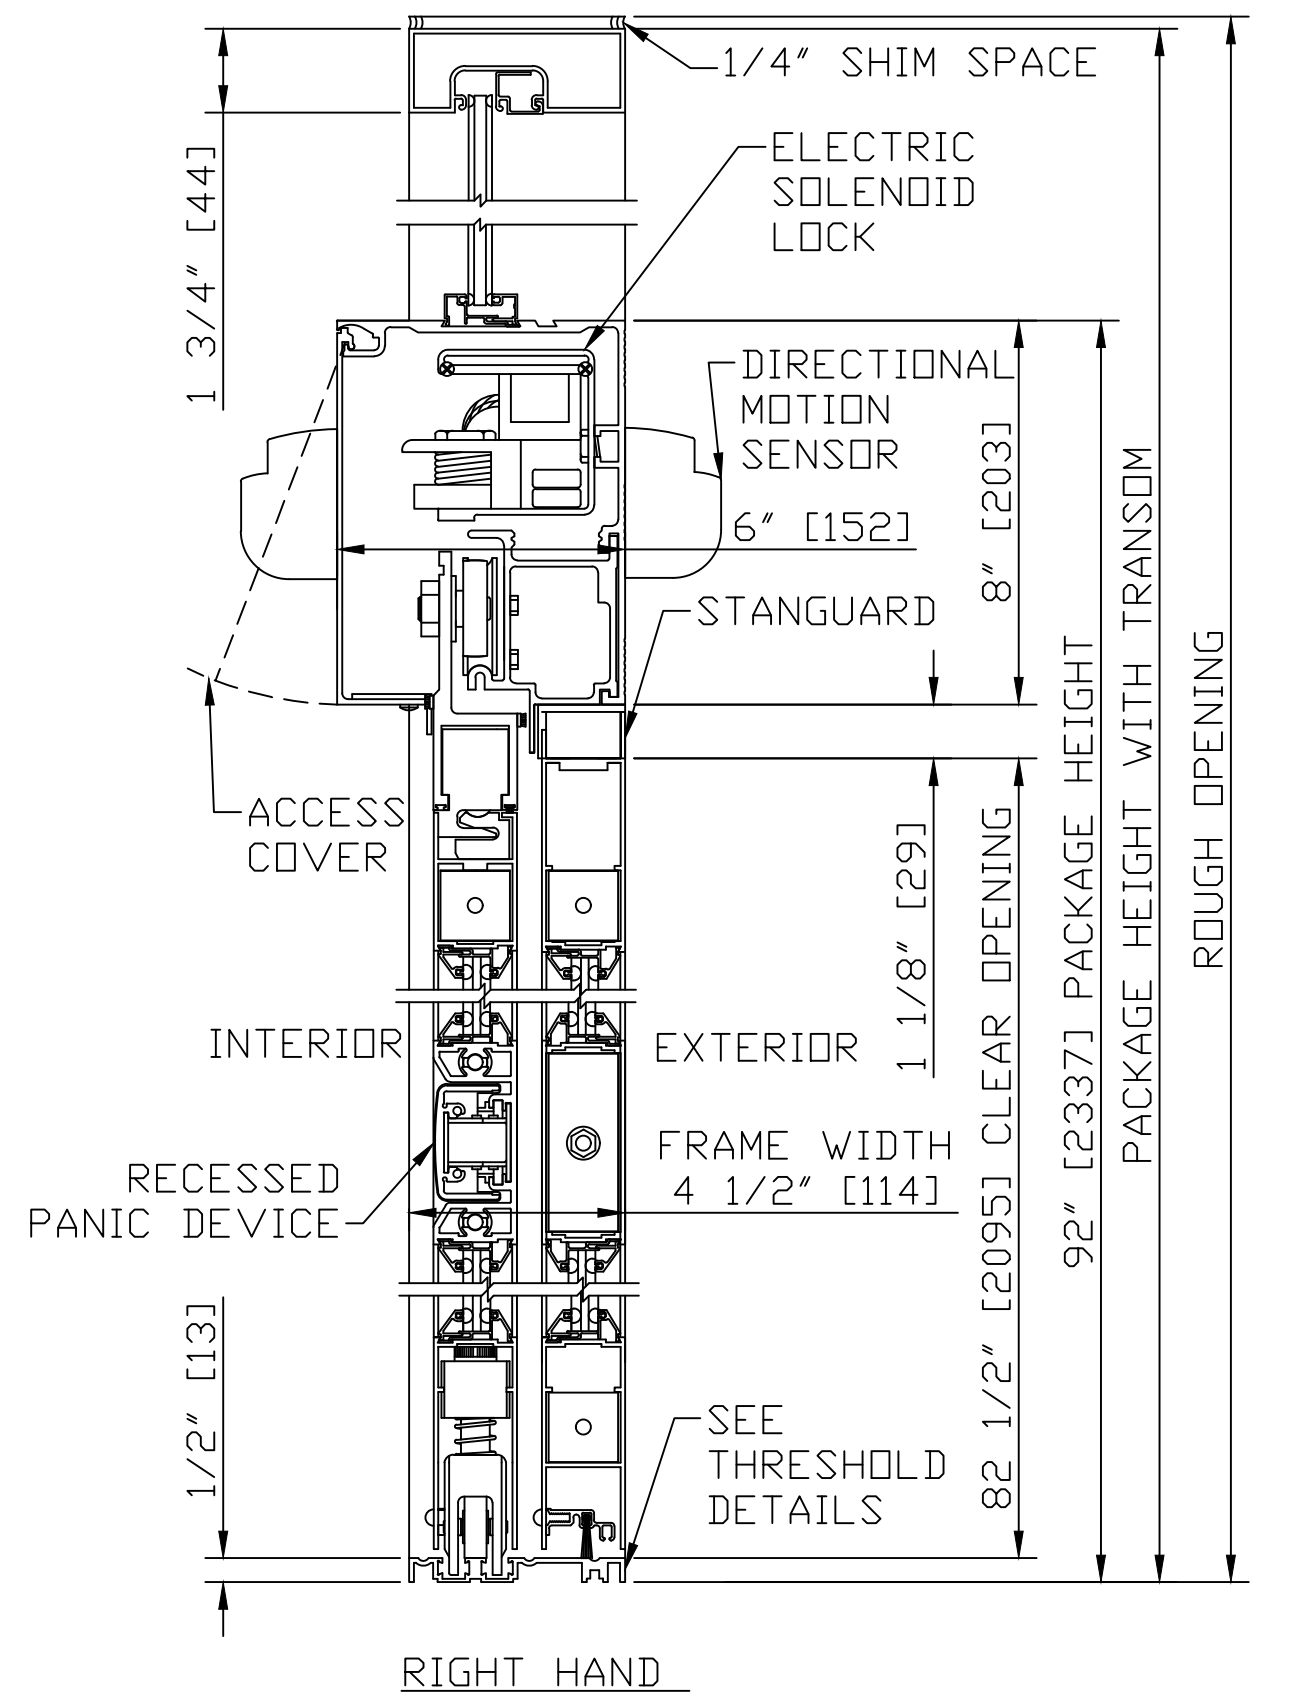 1/4" SHIM SPACE
ELECTRIC
SOLENOID
LOCK
1 3/4" [44]
DIRECTIONAL
MOTION
SENSOR
6" [152]
8" [203]
STANGUARD
ACCESS
COVER
1 1/8" [29]
82 1/2" [2095] CLEAR OPENING
92" [2337] PACKAGE HEIGHT
PACKAGE HEIGHT WITH TRANSOM
ROUGH OPENING
INTERIOR
EXTERIOR
FRAME WIDTH
4 1/2" [114]
RECESSED
PANIC DEVICE
1/2" [13]
SEE
THRESHOLD
DETAILS
RIGHT HAND